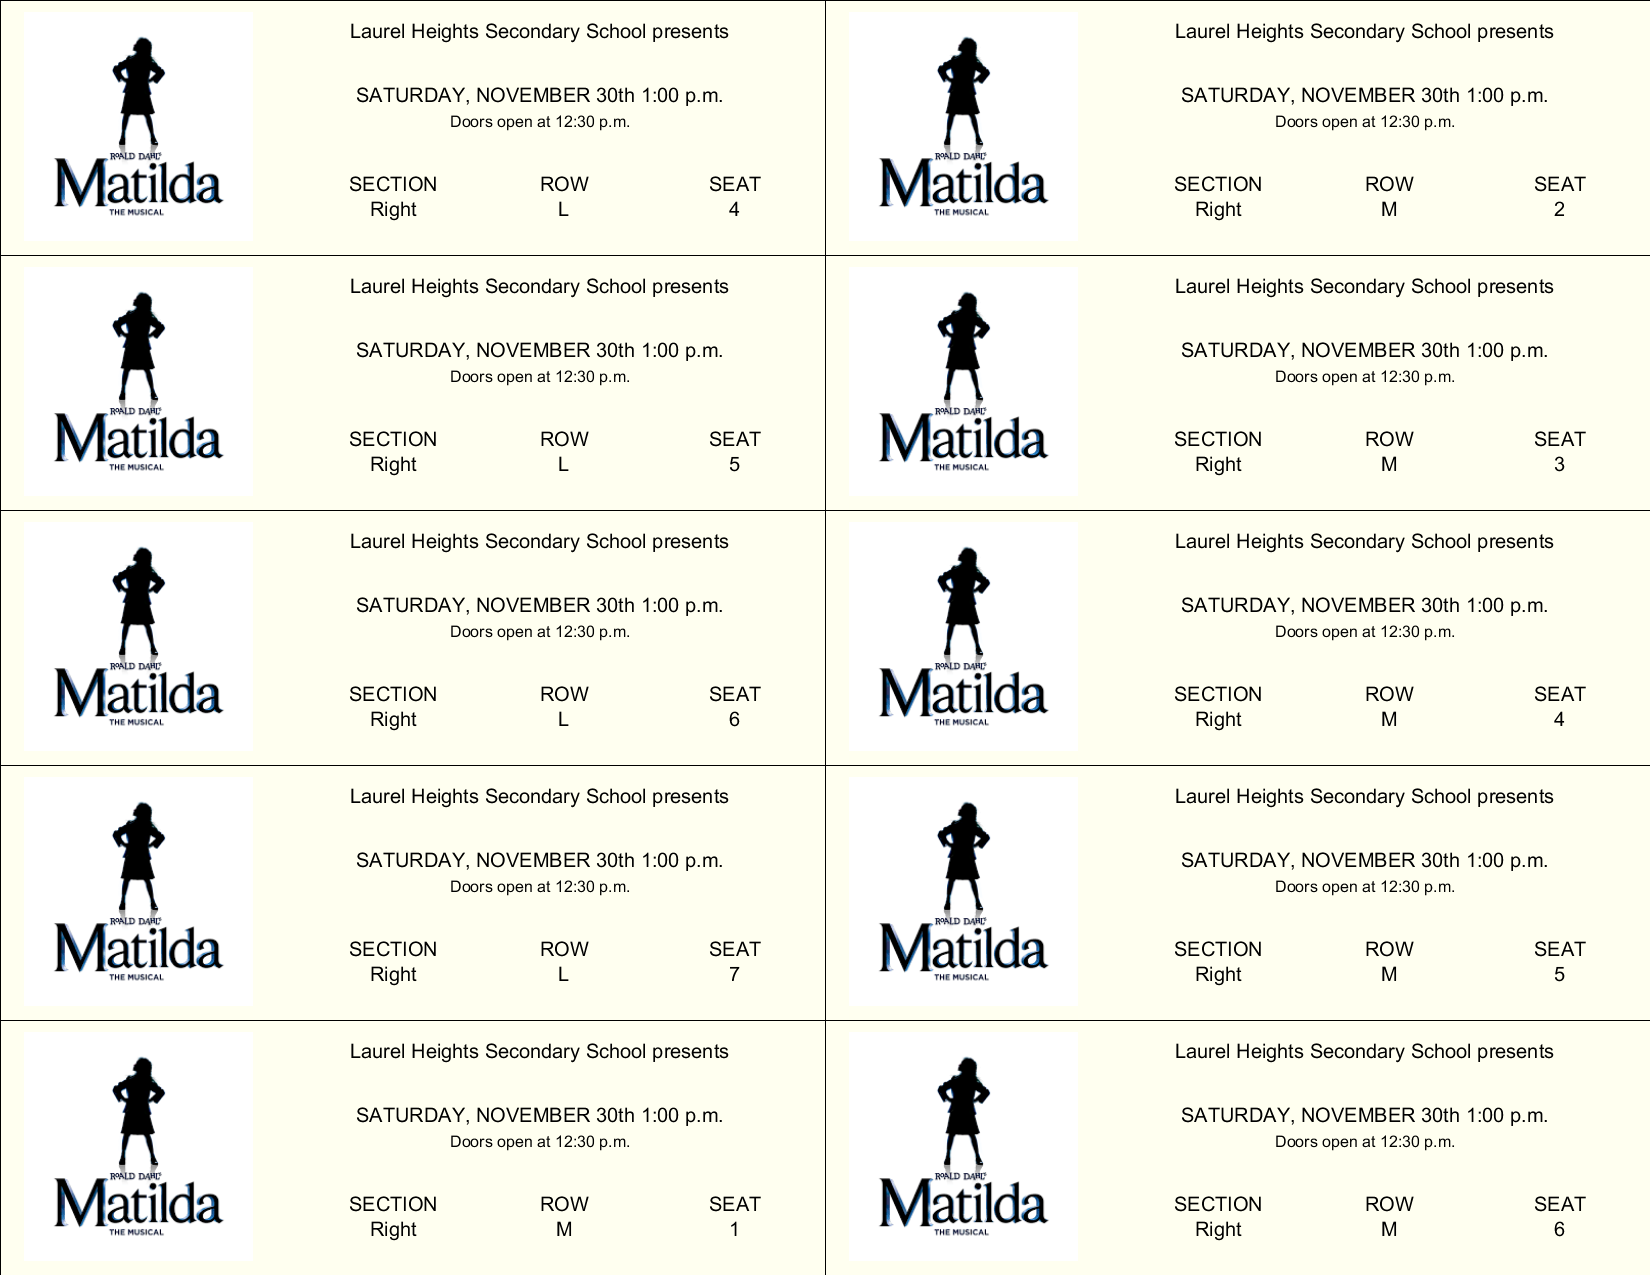 Laurel Heights Secondary School presents
SATURDAY, NOVEMBER 30th 1:00 p.m.
Doors open at 12:30 p.m.
ROALD DAHL'S
Matilda
THE MUSICAL
SECTION ROW SEAT
Right L 4
Laurel Heights Secondary School presents
SATURDAY, NOVEMBER 30th 1:00 p.m.
Doors open at 12:30 p.m.
ROALD DAHL'S
Matilda
THE MUSICAL
SECTION ROW SEAT
Right M 2
Laurel Heights Secondary School presents
SATURDAY, NOVEMBER 30th 1:00 p.m.
Doors open at 12:30 p.m.
ROALD DAHL'S
Matilda
THE MUSICAL
SECTION ROW SEAT
Right L 5
Laurel Heights Secondary School presents
SATURDAY, NOVEMBER 30th 1:00 p.m.
Doors open at 12:30 p.m.
ROALD DAHL'S
Matilda
THE MUSICAL
SECTION ROW SEAT
Right M 3
Laurel Heights Secondary School presents
SATURDAY, NOVEMBER 30th 1:00 p.m.
Doors open at 12:30 p.m.
ROALD DAHL'S
Matilda
THE MUSICAL
SECTION ROW SEAT
Right L 6
Laurel Heights Secondary School presents
SATURDAY, NOVEMBER 30th 1:00 p.m.
Doors open at 12:30 p.m.
ROALD DAHL'S
Matilda
THE MUSICAL
SECTION ROW SEAT
Right M 4
Laurel Heights Secondary School presents
SATURDAY, NOVEMBER 30th 1:00 p.m.
Doors open at 12:30 p.m.
ROALD DAHL'S
Matilda
THE MUSICAL
SECTION ROW SEAT
Right L 7
Laurel Heights Secondary School presents
SATURDAY, NOVEMBER 30th 1:00 p.m.
Doors open at 12:30 p.m.
ROALD DAHL'S
Matilda
THE MUSICAL
SECTION ROW SEAT
Right M 5
Laurel Heights Secondary School presents
SATURDAY, NOVEMBER 30th 1:00 p.m.
Doors open at 12:30 p.m.
ROALD DAHL'S
Matilda
THE MUSICAL
SECTION ROW SEAT
Right M 1
Laurel Heights Secondary School presents
SATURDAY, NOVEMBER 30th 1:00 p.m.
Doors open at 12:30 p.m.
ROALD DAHL'S
Matilda
THE MUSICAL
SECTION ROW SEAT
Right M 6